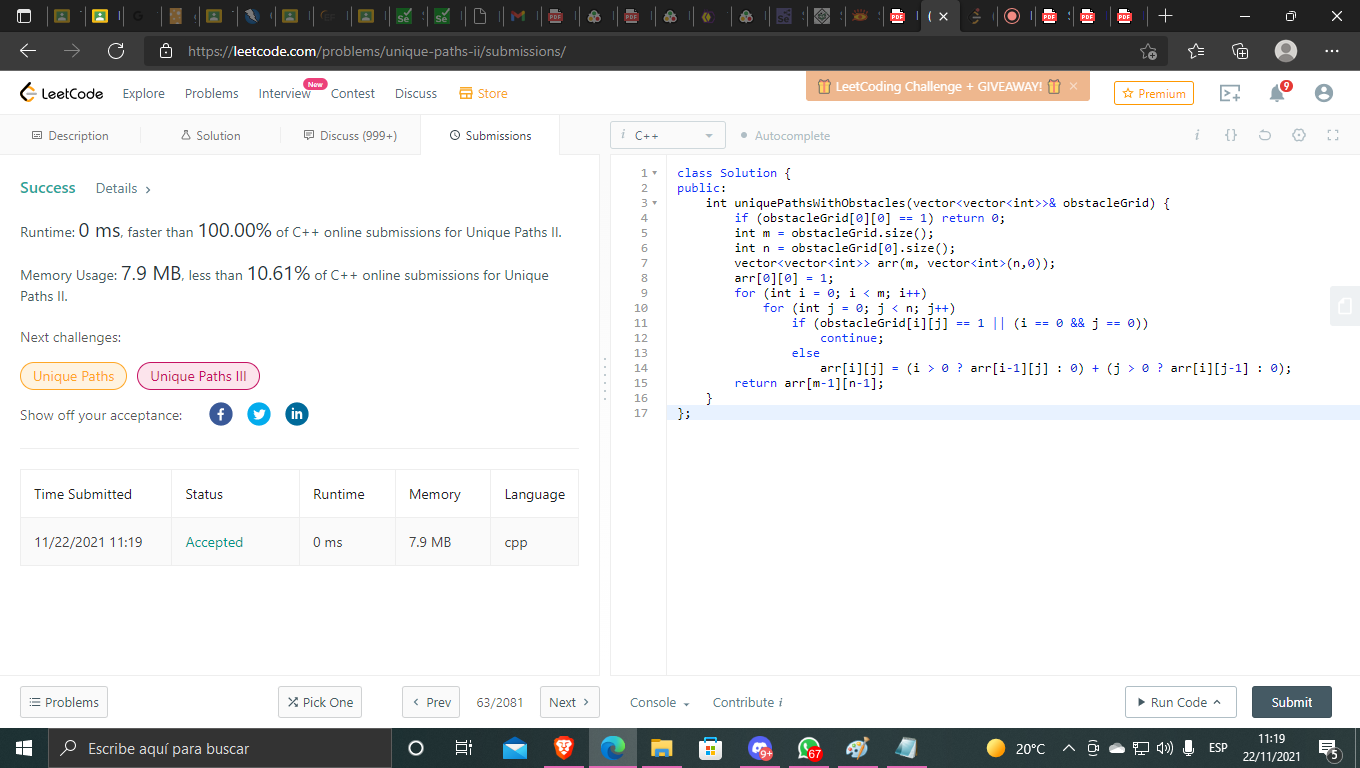 https://leetcode.com/problems/unique-paths-ii/submissions/
LeetCode
Explore
Problems
Interview
New
Contest
Discuss
Store
LeetCoding Challenge + GIVEAWAY!
Premium
9
Description
Solution
Discuss (999+)
Submissions
i C++
Autocomplete
Success
Details
Runtime: 0 ms, faster than 100.00% of C++ online submissions for Unique Paths II.
Memory Usage: 7.9 MB, less than 10.61% of C++ online submissions for Unique
Paths II.
Next challenges:
Unique Paths
Unique Paths III
Show off your acceptance:
Time Submitted Status Runtime Memory Language
11/22/2021 11:19 Accepted 0 ms 7.9 MB cpp
1 class Solution {
2 public:
3     int uniquePathsWithObstacles(vector<vector<int>>& obstacleGrid) {
4         if (obstacleGrid[0][0] == 1) return 0;
5         int m = obstacleGrid.size();
6         int n = obstacleGrid[0].size();
7         vector<vector<int>> arr(m, vector<int>(n,0));
8         arr[0][0] = 1;
9         for (int i = 0; i < m; i++)
10             for (int j = 0; j < n; j++)
11                 if (obstacleGrid[i][j] == 1 || (i == 0 && j == 0))
12                     continue;
13                 else
14                     arr[i][j] = (i > 0 ? arr[i-1][j] : 0) + (j > 0 ? arr[i][j-1] : 0);
15         return arr[m-1][n-1];
16     }
17 };
Problems
Pick One
Prev
63/2081
Next
Console
Contribute i
Run Code
Submit
Escribe aquí para buscar
9+
67
20°C
ESP
11:19
22/11/2021
5